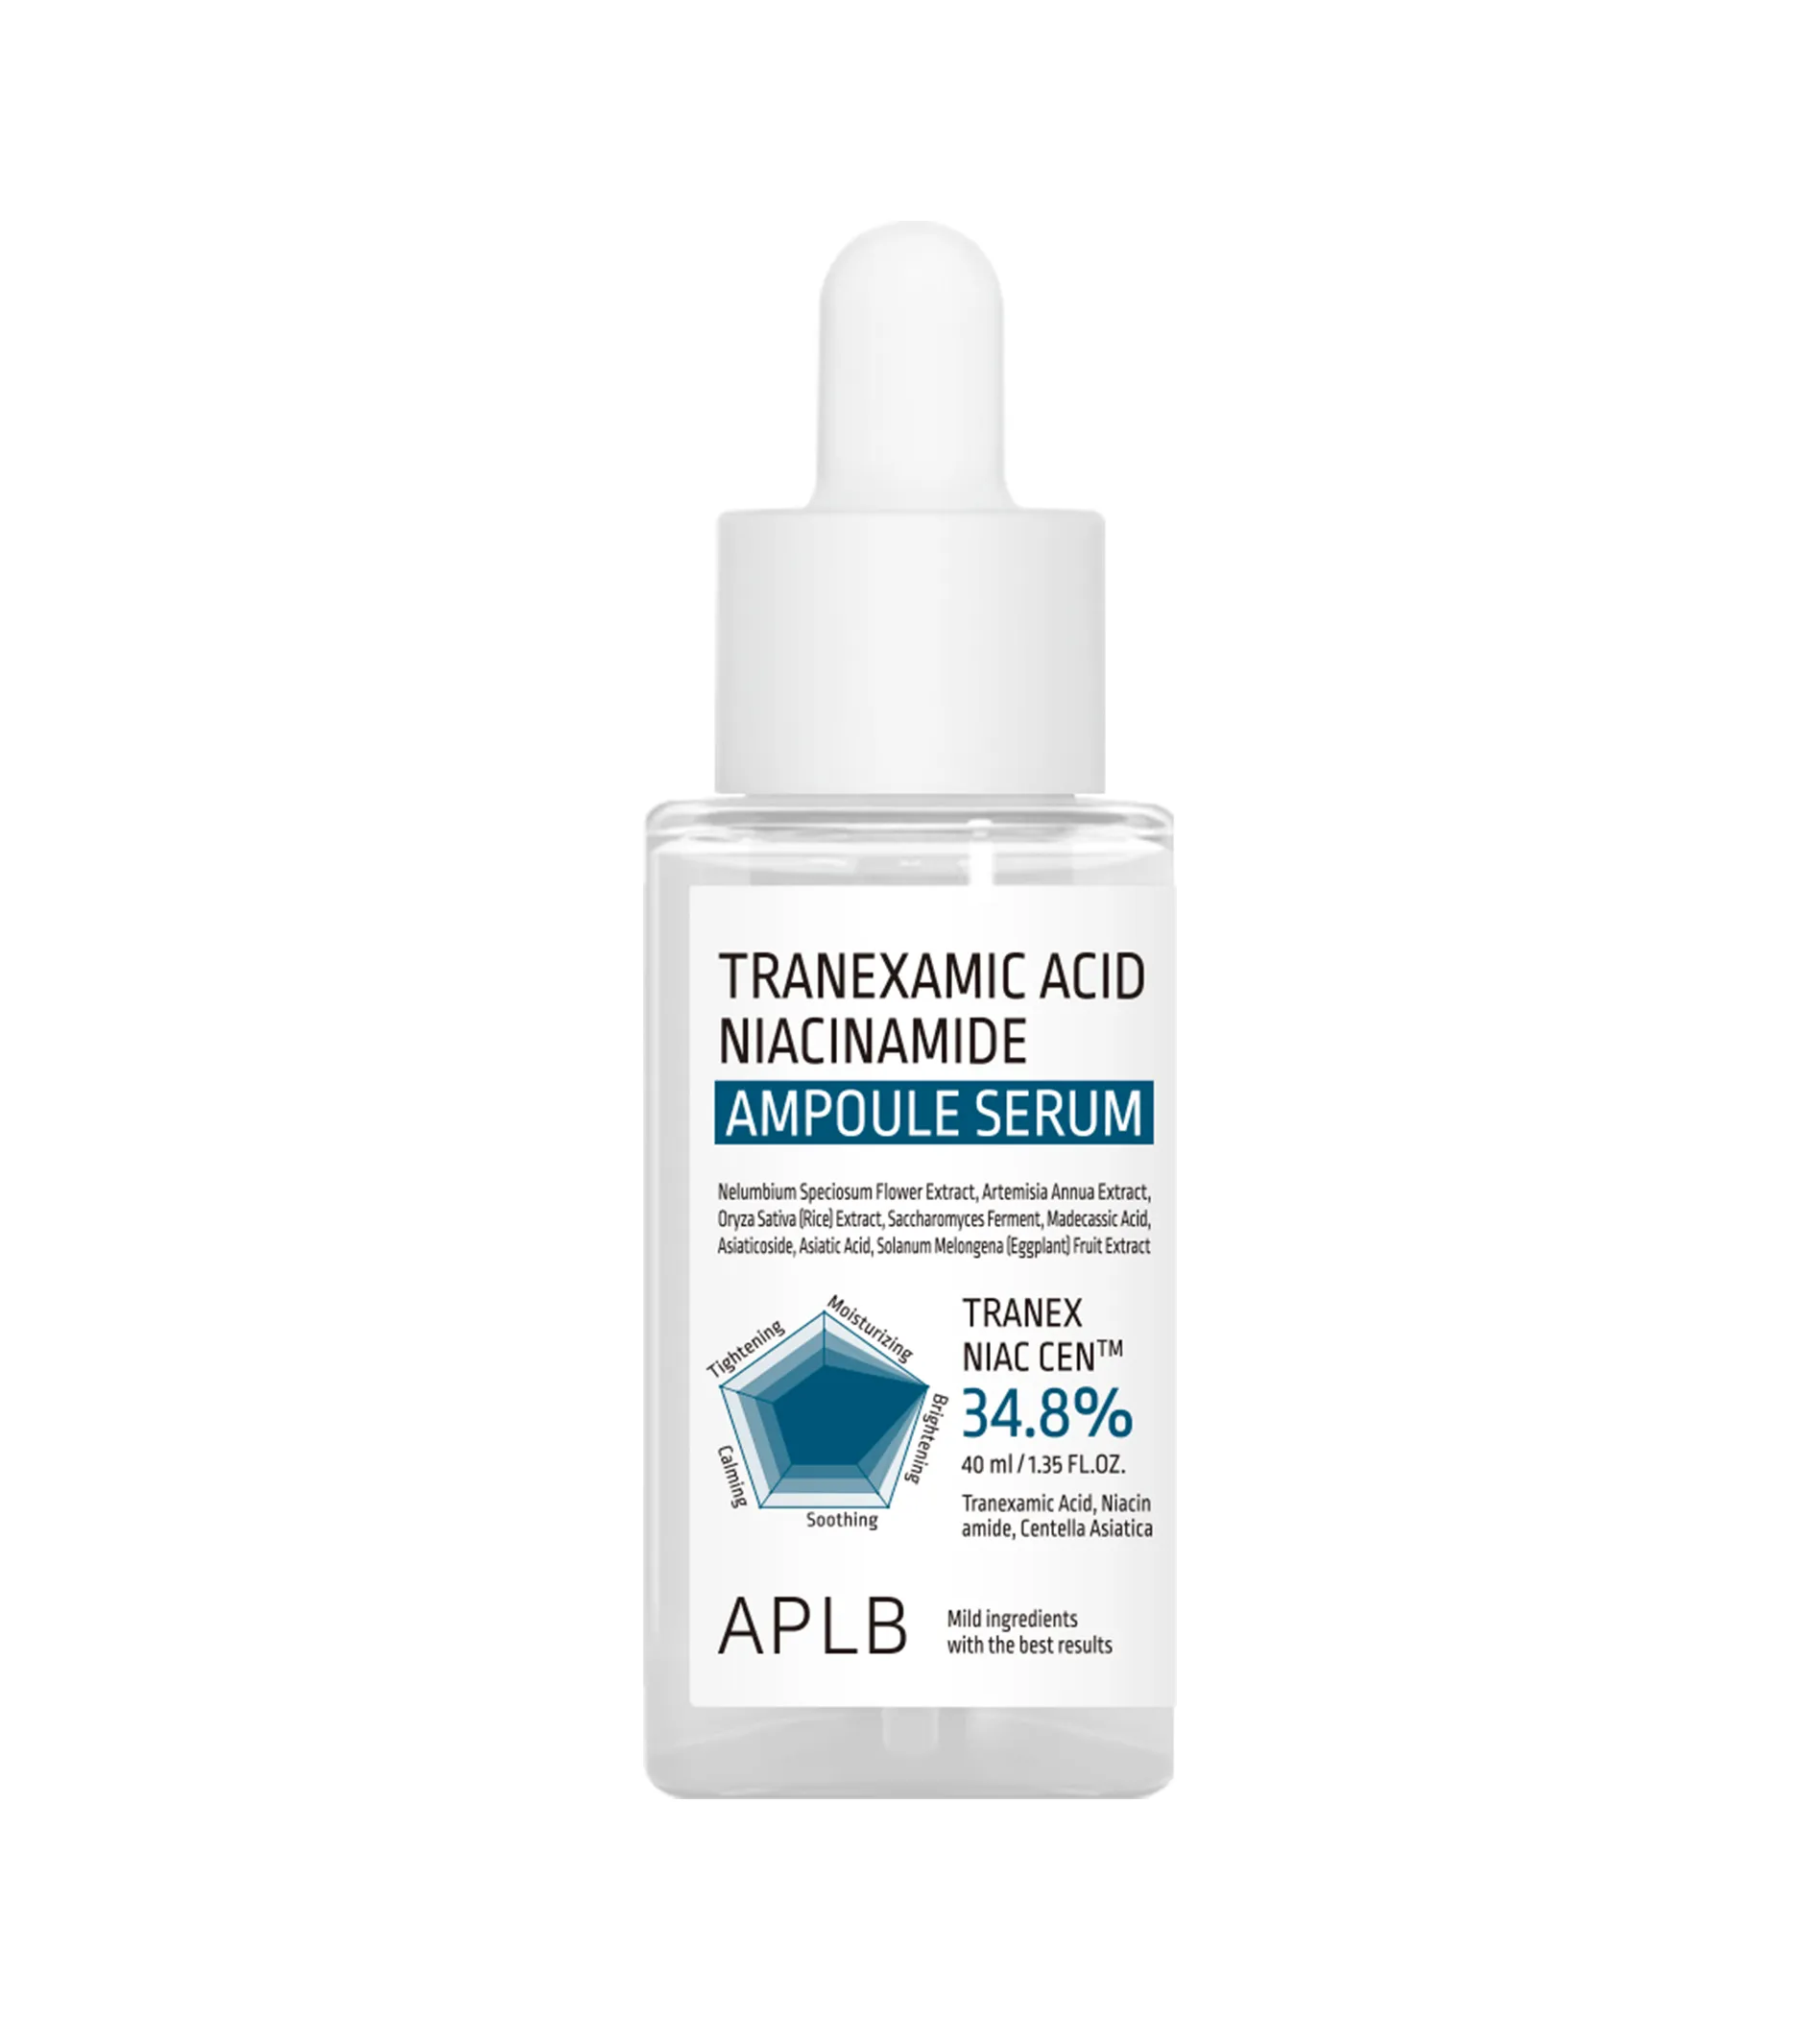 TRANEXAMIC ACID
NIACINAMIDE
AMPOULE SERUM
Nelumbium Speciosum Flower Extract, Artemisia Annua Extract,
Oryza Sativa (Rice) Extract, Saccharomyces Ferment, Madecassic Acid,
Asiaticoside, Asiatic Acid, Solanum Melongena (Eggplant) Fruit Extract
Moisturizing
Tightening
Brightening
Calming
Soothing
TRANEX
NIAC CEN™
34.8%
40 ml / 1.35 FL.OZ.
Tranexamic Acid, Niacin
amide, Centella Asiatica
APLB
Mild ingredients
with the best results